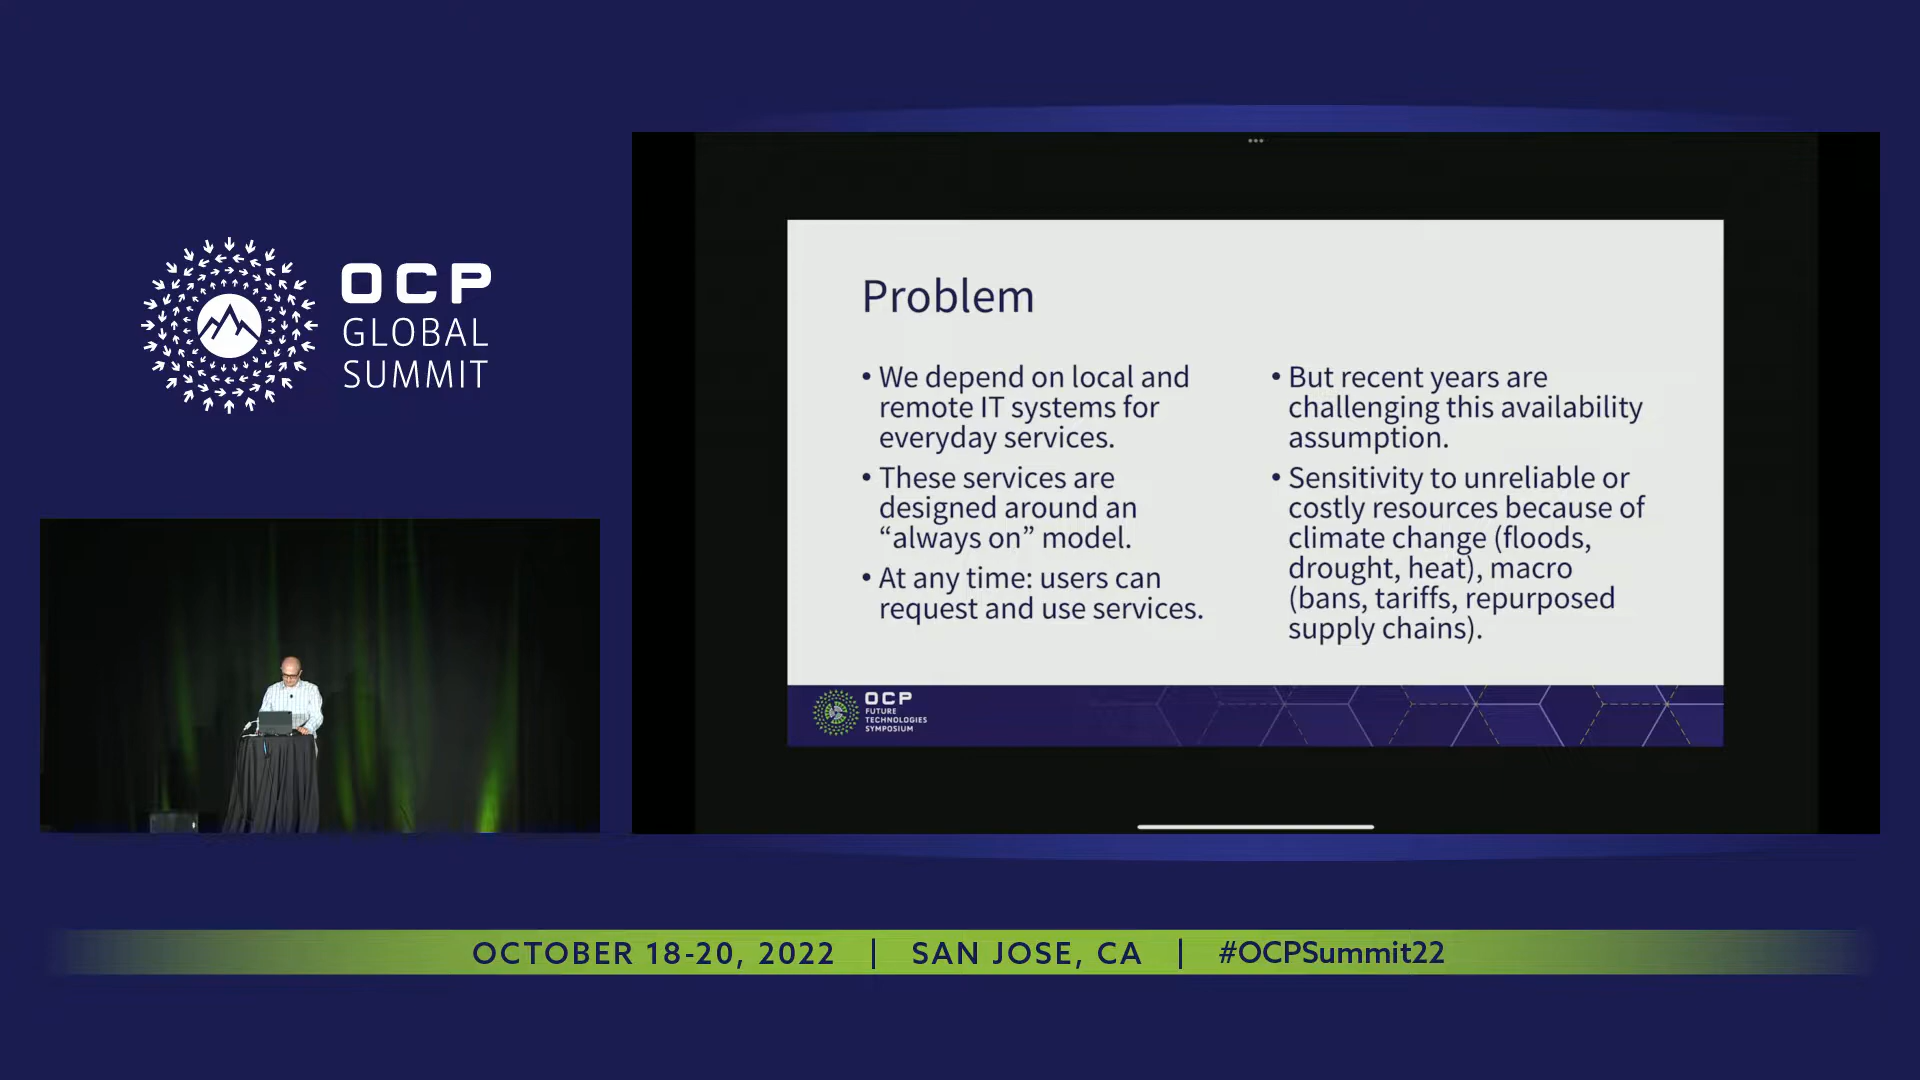 OCP
GLOBAL
SUMMIT
Problem
• We depend on local and
remote IT systems for
everyday services.
• These services are
designed around an
“always on” model.
• At any time: users can
request and use services.
• But recent years are
challenging this availability
assumption.
• Sensitivity to unreliable or
costly resources because of
climate change (floods,
drought, heat), macro
(bans, tariffs, repurposed
supply chains).
OCP
FUTURE
TECHNOLOGIES
SYMPOSIUM
OCTOBER 18-20, 2022 | SAN JOSE, CA | #OCPSummit22